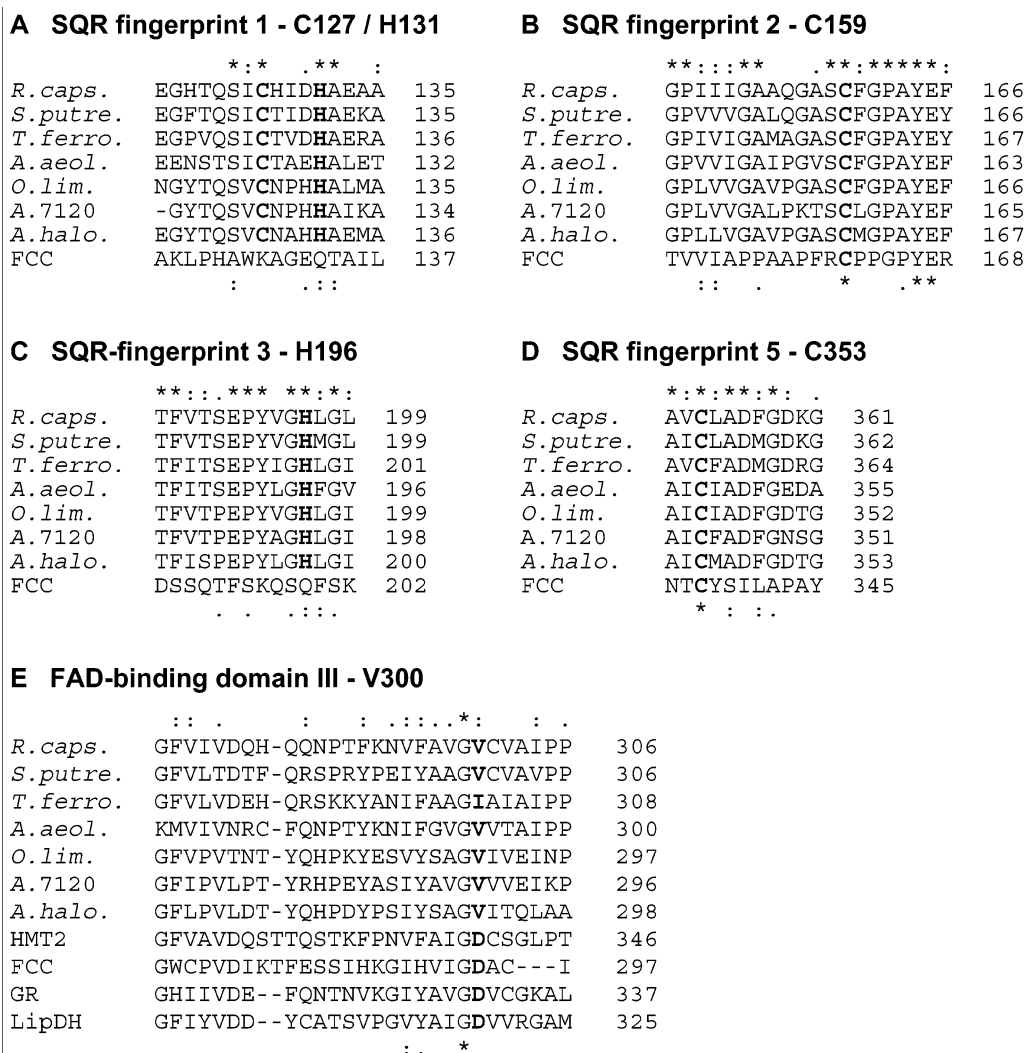 A SQR fingerprint 1 - C127 / H131
*:* .** :
R.caps. EGHTQSICHIDHAEAA 135
S.putre. EGFTQSICTIDHAEKA 135
T.ferro. EGPVQSICTVDHAERA 136
A.aeol. EENSTSICTAEHALET 132
O.lim. NGYTQSVCNPHHALMA 135
A.7120 -GYTQSVCNPHHAIKA 134
A.halo. EGYTQSVCNAHHAEMA 136
FCC AKLPHAWKAGEQTAIL 137
: .::
B SQR fingerprint 2 - C159
**:::** .**:*****:
R.caps. GPIIIGAAQGASCFGPAYEF 166
S.putre. GPVVVGALQGASCFGPAYEY 166
T.ferro. GPIVIGAMAGASCFGPAYEY 167
A.aeol. GPVVIGAIPGVSCFGPAYEF 163
O.lim. GPLVVGAVPGASCFGPAYEF 166
A.7120 GPLVVGALPKTSCLGPAYEF 165
A.halo. GPLLVGAVPGASCMGPAYEF 167
FCC TVVIAPPAAPFRCPPGPYER 168
:: . * .**
C SQR-fingerprint 3 - H196
**::.*** **:*:
R.caps. TFVTSEPYVGHLGL 199
S.putre. TFVTSEPYVGHMGL 199
T.ferro. TFITSEPYIGHLGI 201
A.aeol. TFITSEPYLGHFGV 196
O.lim. TFVTPEPYVGHLGI 199
A.7120 TFVTPEPYAGHLGI 198
A.halo. TFISPEPYLGHLGI 200
FCC DSSQTFSKQSQFSK 202
. . .::.
D SQR fingerprint 5 - C353
*:*:**:*: .
R.caps. AVCLADFGDKG 361
S.putre. AICLADMGDKG 362
T.ferro. AVCFADMGDRG 364
A.aeol. AICIADFGEDA 355
O.lim. AICIADFGDTG 352
A.7120 AICFADFGNSG 351
A.halo. AICMADFGDTG 353
FCC NTCYSILAPAY 345
* : :.
E FAD-binding domain III - V300
:: . : : .::..*: : .
R.caps. GFVIVDQH-QQNPTFKNVFAVGVCVAIPP 306
S.putre. GFVLTDTF-QRSPRYPEIYAAGVCVAVPP 306
T.ferro. GFVLVDEH-QRSKKYANIFAAGIAIAIPP 308
A.aeol. KMVIVNRC-FQNPTYKNIFGVGVVTAIPP 300
O.lim. GFVPVTNT-YQHPKYESVYSAGVIVEINP 297
A.7120 GFIPVLPT-YRHPEYASIYAVGVVVEIKP 296
A.halo. GFLPVLDT-YQHPDYPSIYSAGVITQLAA 298
HMT2 GFVAVDQSTTQSTKFPNVFAIGDCSGLPT 346
FCC GWCPVDIKTFESSIHKGIHVIGDAC---I 297
GR GHIIVDE--FQNTNVKGIYAVGDVCGKAL 337
LipDH GFIYVDD--YCATSVPGVYAIGDVVRGAM 325
:. *